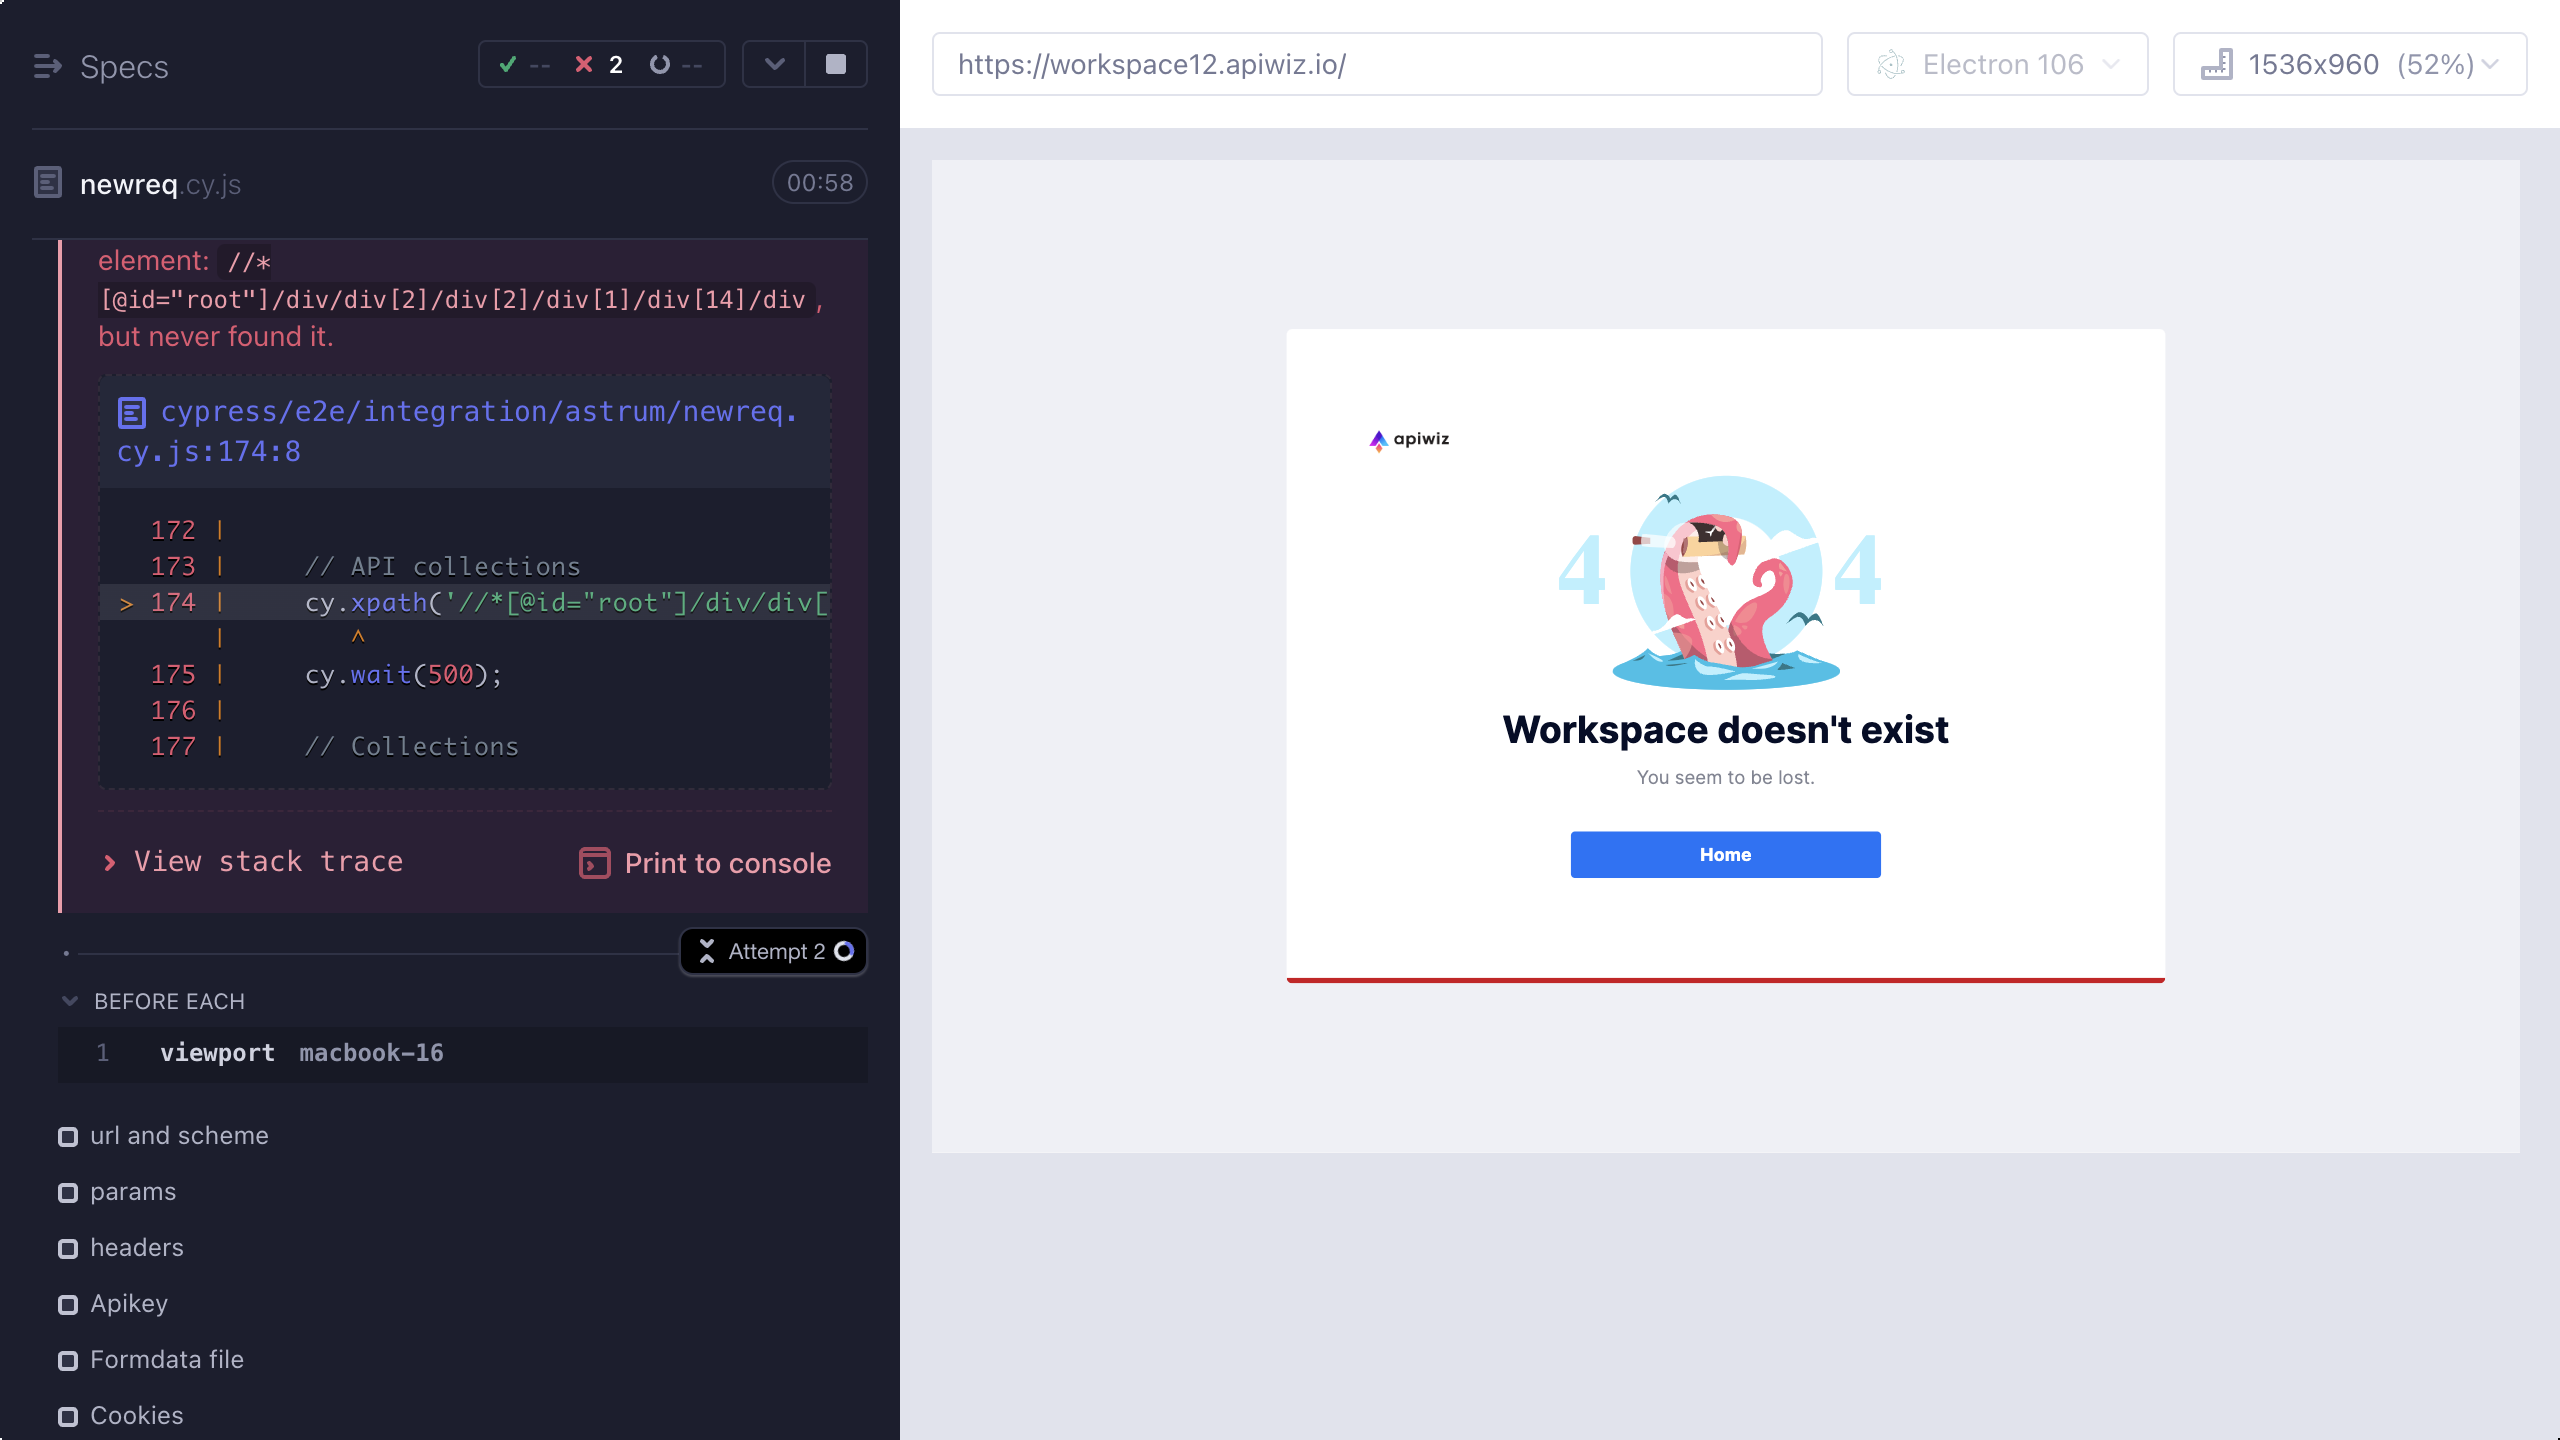 Specs
-- 2 --
newreq.cy.js
00:58
element: //*
[@id="root"]/div/div[2]/div[2]/div[1]/div[14]/div ,
but never found it.
cypress/e2e/integration/astrum/newreq.
cy.js:174:8
172 |
173 | // API collections
> 174 | cy.xpath('//*[@id="root"]/div/div[
| ^
175 | cy.wait(500);
176 |
177 | // Collections
View stack trace
Print to console
Attempt 2
BEFORE EACH
1 viewport macbook-16
url and scheme
params
headers
Apikey
Formdata file
Cookies
https://workspace12.apiwiz.io/
Electron 106
1536x960 (52%)
apiwiz
4 4
Workspace doesn't exist
You seem to be lost.
Home